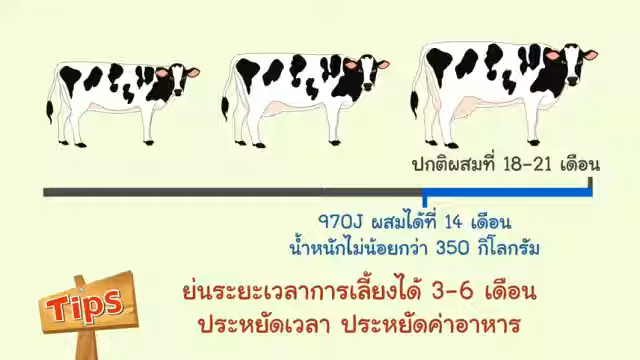 ปกติผสมที่ 18-21 เดือน
970J ผสมได้ที่ 14 เดือน
น้ำหนักไม่น้อยกว่า 350 กิโลกรัม
Tips
ย่นระยะเวลาการเลี้ยงได้ 3-6 เดือน
ประหยัดเวลา ประหยัดค่าอาหาร